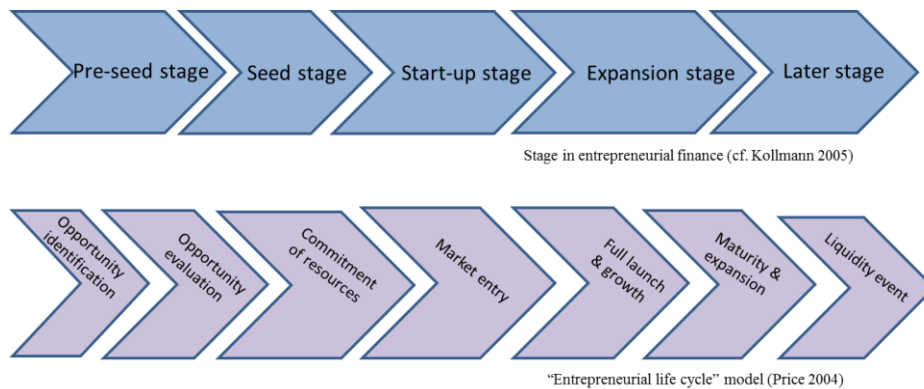 Pre-seed stage
Seed stage
Start-up stage
Expansion stage
Later stage
Stage in entrepreneurial finance (cf. Kollmann 2005)
Opportunity
identification
Opportunity
evaluation
Commitment
of resources
Market entry
Full launch
& growth
Maturity &
expansion
Liquidity event
“Entrepreneurial life cycle” model (Price 2004)